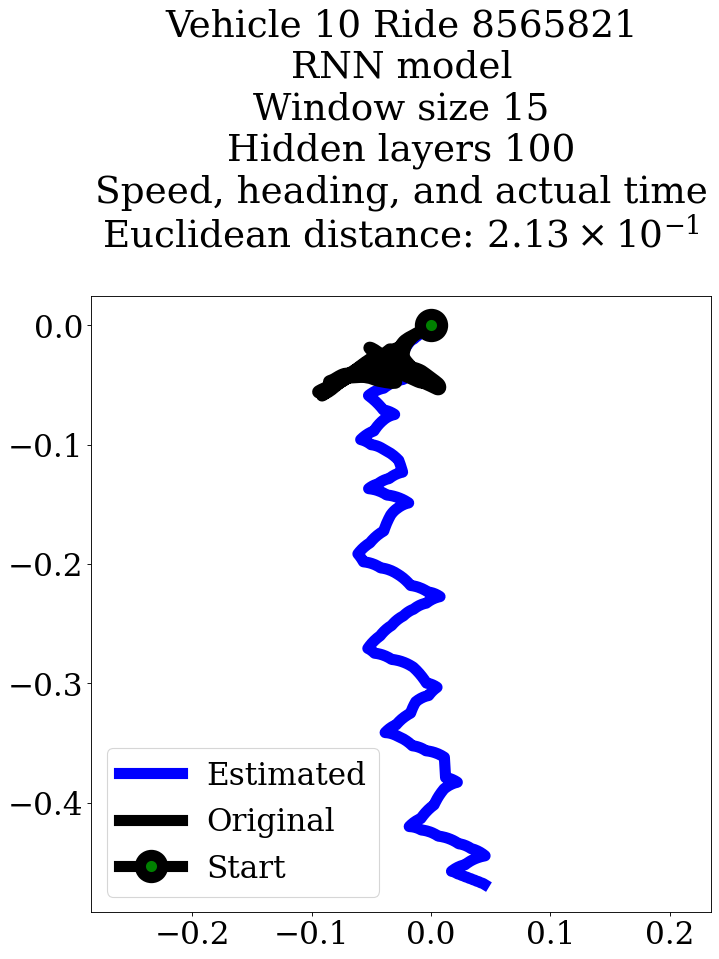 Vehicle 10 Ride 8565821
RNN model
Window size 15
Hidden layers 100
Speed, heading, and actual time
Euclidean distance: 2.13 × 10⁻¹
0.0
−0.1
−0.2
−0.3
−0.4
Estimated
Original
Start
−0.2 −0.1 0.0 0.1 0.2